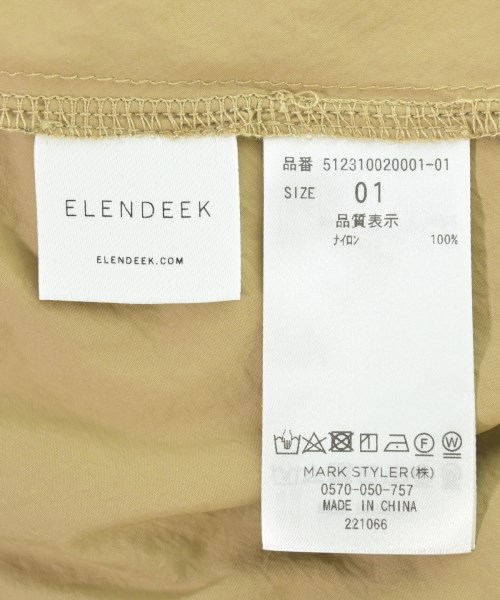 ELENDEEK
ELENDEEK.COM
品番 512310020001-01
SIZE 01
品質表示
ﾅｲﾛﾝ 100%
F W
MARK STYLER(株)
0570-050-757
MADE IN CHINA
221066